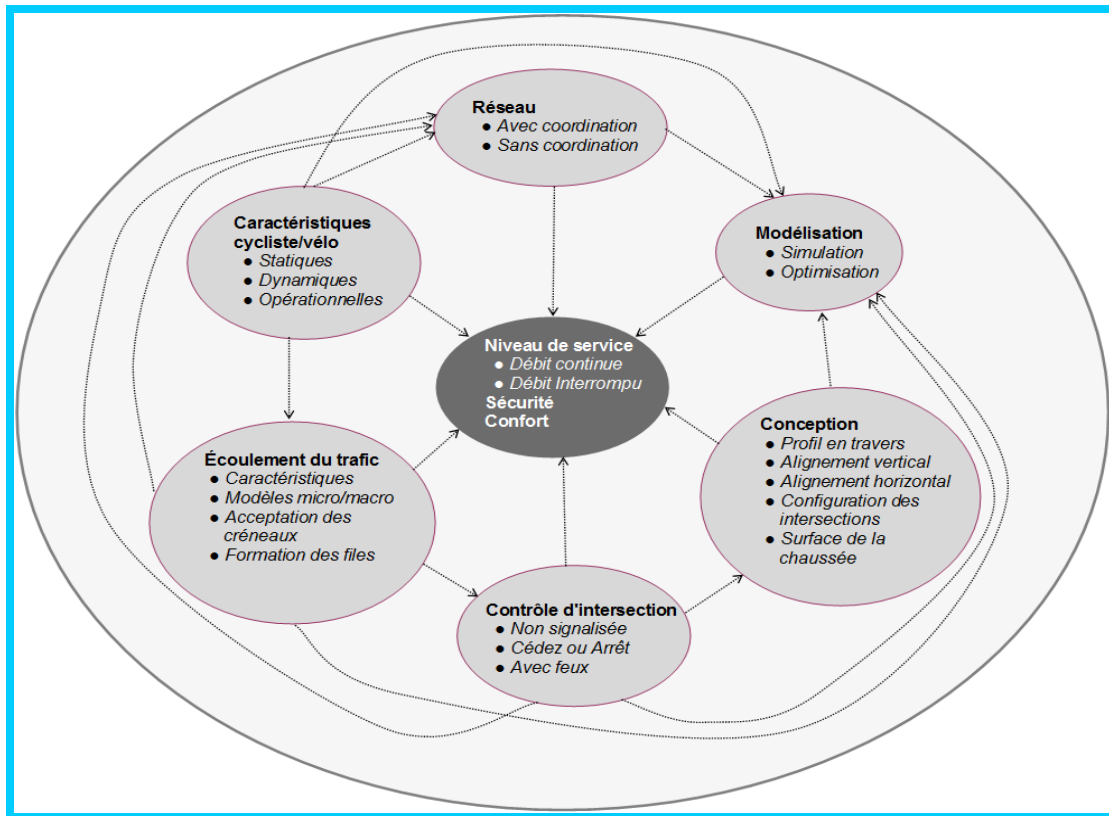 Réseau
● Avec coordination
● Sans coordination
Caractéristiques
cycliste/vélo
● Statiques
● Dynamiques
● Opérationnelles
Modélisation
● Simulation
● Optimisation
Niveau de service
● Débit continue
● Débit Interrompu
Sécurité
Confort
Écoulement du trafic
● Caractéristiques
● Modèles micro/macro
● Acceptation des
créneaux
● Formation des files
Conception
● Profil en travers
● Alignement vertical
● Alignement horizontal
● Configuration des
intersections
● Surface de la
chaussée
Contrôle d'intersection
● Non signalisée
● Cédez ou Arrêt
● Avec feux